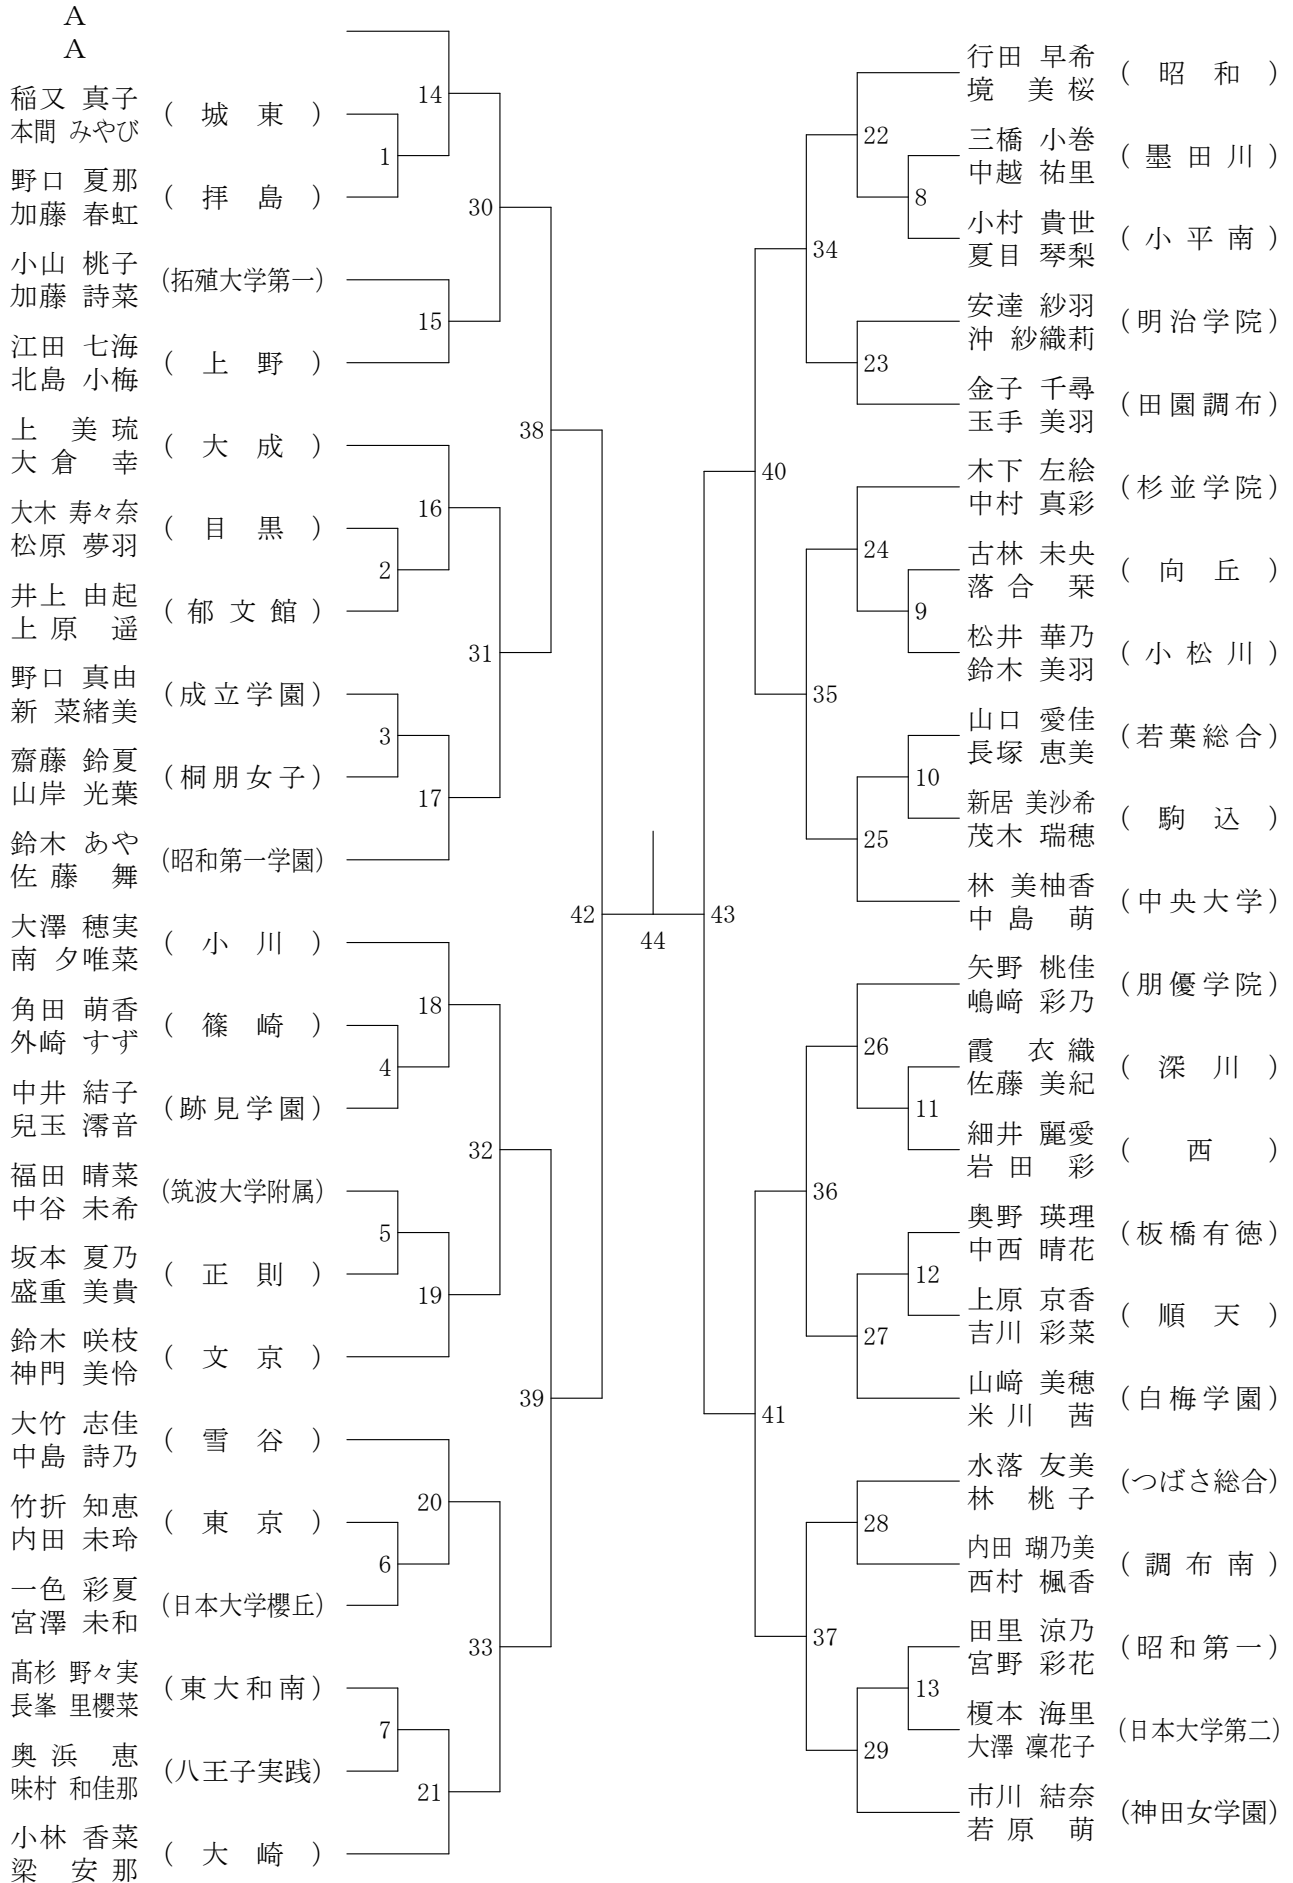 A
A
14
稲又 真子
本間 みやび
( 城 東 )
1
野口 夏那
加藤 春虹
( 拝 島 )
30
小山 桃子
加藤 詩菜
(拓殖大学第一)
15
江田 七海
北島 小梅
( 上 野 )
38
上 美琉
大倉 幸
( 大 成 )
16
大木 寿々奈
松原 夢羽
( 目 黒 )
2
井上 由起
上原 遥
( 郁文館 )
31
野口 真由
新 菜緒美
(成立学園)
3
齋藤 鈴夏
山岸 光葉
(桐朋女子)
17
鈴木 あや
佐藤 舞
(昭和第一学園)
42
大澤 穂実
南 夕唯菜
( 小 川 )
18
角田 萌香
外崎 すず
( 篠 崎 )
4
中井 結子
兒玉 澪音
(跡見学園)
32
福田 晴菜
中谷 未希
(筑波大学附属)
5
坂本 夏乃
盛重 美貴
( 正 則 )
19
鈴木 咲枝
神門 美怜
( 文 京 )
39
大竹 志佳
中島 詩乃
( 雪 谷 )
20
竹折 知恵
内田 未玲
( 東 京 )
6
一色 彩夏
宮澤 未和
(日本大学櫻丘)
33
髙杉 野々実
長峯 里櫻菜
(東大和南)
7
奥浜 恵
味村 和佳那
(八王子実践)
21
小林 香菜
梁 安那
( 大 崎 )
44
行田 早希
境 美桜
( 昭 和 )
22
三橋 小巻
中越 祐里
( 墨田川 )
8
小村 貴世
夏目 琴梨
( 小平南 )
34
安達 紗羽
沖 紗織莉
(明治学院)
23
金子 千尋
玉手 美羽
(田園調布)
40
木下 左絵
中村 真彩
(杉並学院)
24
古林 未央
落合 栞
( 向 丘 )
9
松井 華乃
鈴木 美羽
( 小松川 )
35
山口 愛佳
長塚 恵美
(若葉総合)
10
新居 美沙希
茂木 瑞穂
( 駒 込 )
25
林 美柚香
中島 萌
(中央大学)
43
矢野 桃佳
嶋﨑 彩乃
(朋優学院)
26
霞 衣織
佐藤 美紀
( 深 川 )
11
細井 麗愛
岩田 彩
( 西 )
36
奥野 瑛理
中西 晴花
(板橋有徳)
12
上原 京香
吉川 彩菜
( 順 天 )
27
山﨑 美穂
米川 茜
(白梅学園)
41
水落 友美
林 桃子
(つばさ総合)
28
内田 瑚乃美
西村 楓香
( 調布南 )
37
田里 涼乃
宮野 彩花
(昭和第一)
13
榎本 海里
大澤 凜花子
(日本大学第二)
29
市川 結奈
若原 萌
(神田女学園)